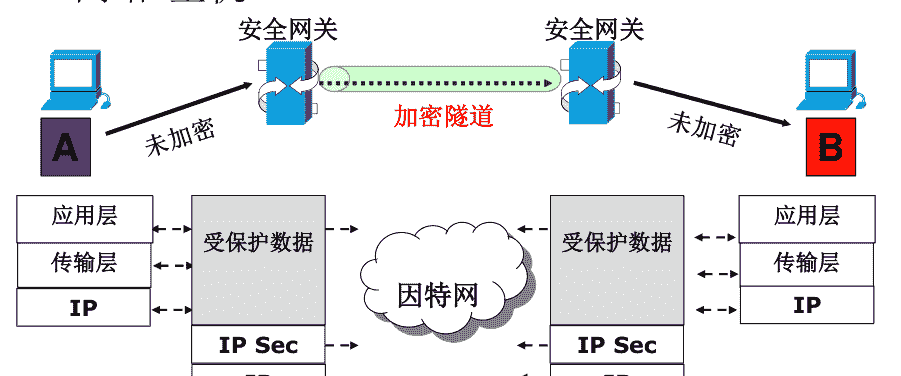 安全网关
安全网关
加密隧道
未加密
未加密
A
B
应用层
传输层
IP
受保护数据
IP Sec
因特网
受保护数据
IP Sec
应用层
传输层
IP